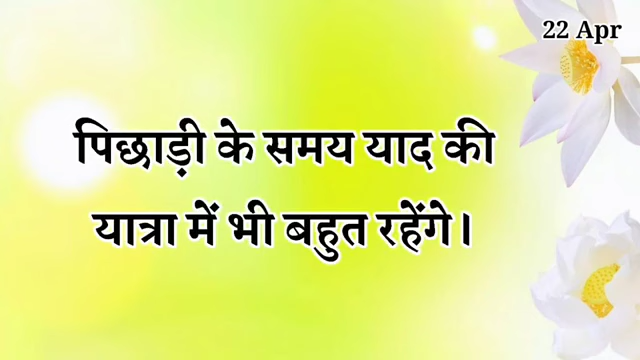 22 Apr
पिछाड़ी के समय याद की
यात्रा में भी बहुत रहेंगे।